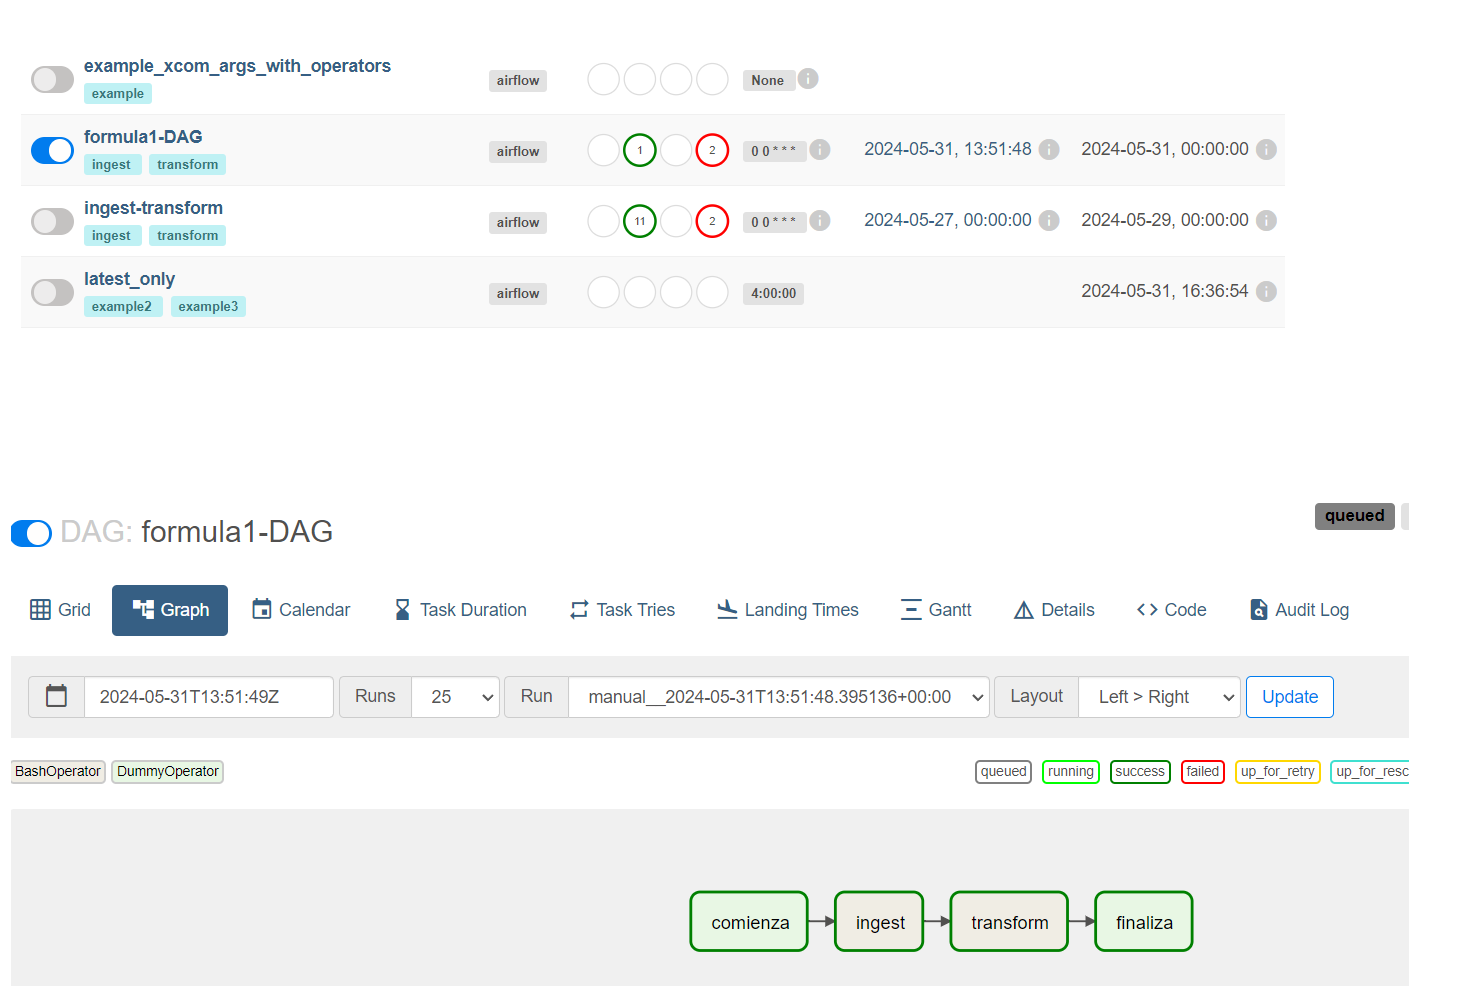 example_xcom_args_with_operators
example
airflow
None
formula1-DAG
ingest transform
airflow
1 2
0 0 * * *
2024-05-31, 13:51:48
2024-05-31, 00:00:00
ingest-transform
ingest transform
airflow
11 2
0 0 * * *
2024-05-27, 00:00:00
2024-05-29, 00:00:00
latest_only
example2 example3
airflow
4:00:00
2024-05-31, 16:36:54
queued
DAG: formula1-DAG
Grid Graph Calendar Task Duration Task Tries Landing Times Gantt Details Code Audit Log
2024-05-31T13:51:49Z Runs 25 Run manual__2024-05-31T13:51:48.395136+00:00 Layout Left > Right Update
BashOperator DummyOperator queued running success failed up_for_retry up_for_resc
comienza ingest transform finaliza